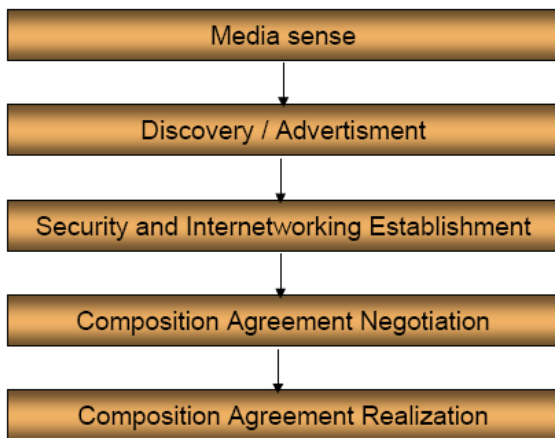 Media sense
Discovery / Advertisment
Security and Internetworking Establishment
Composition Agreement Negotiation
Composition Agreement Realization